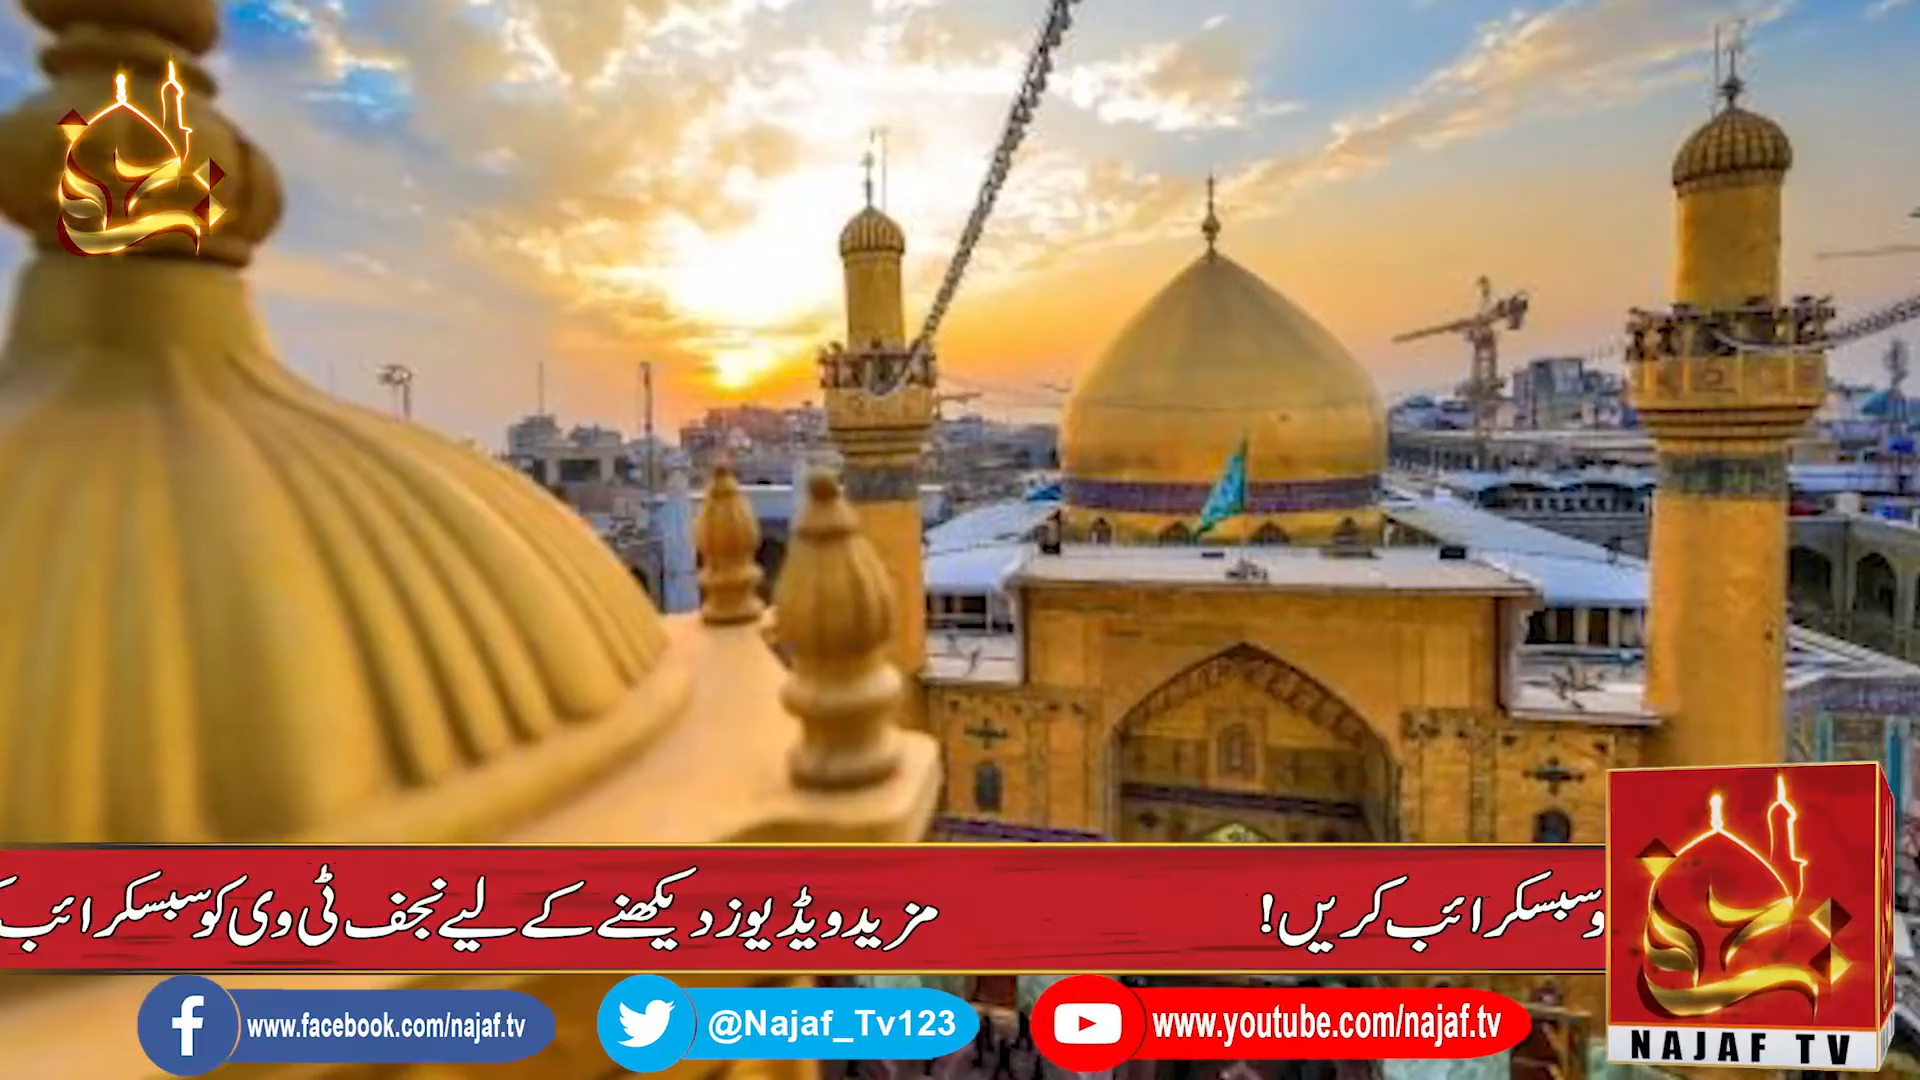 مزید ویڈیوز دیکھنے کے لیے نجف ٹی وی کو سبسکرائب
سبسکرائب کریں!
www.facebook.com/najaf.tv
@Najaf_Tv123
www.youtube.com/najaf.tv
NAJAF TV